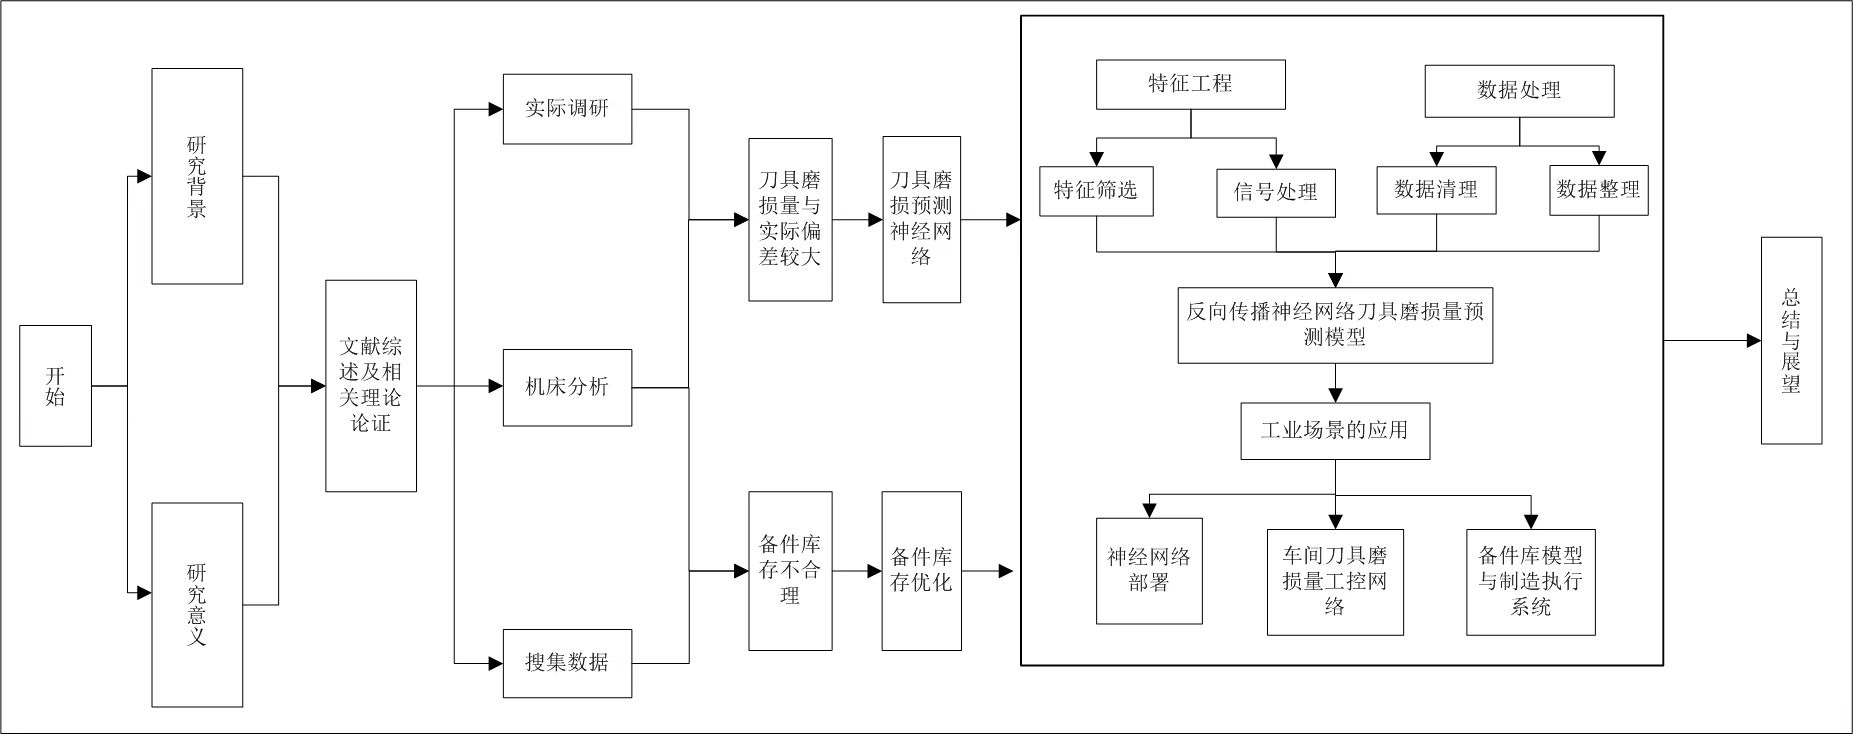 开
始
研
究
背
景
研
究
意
义
文献综
述及相
关理论
论证
实际调研
机床分析
搜集数据
刀具磨
损量与
实际偏
差较大
刀具磨
损预测
神经网
络
备件库
存不合
理
备件库
存优化
特征工程
数据处理
特征筛选
信号处理
数据清理
数据整理
反向传播神经网络刀具磨损量预
测模型
工业场景的应用
神经网络
部署
车间刀具磨
损量工控网
络
备件库模型
与制造执行
系统
总
结
与
展
望